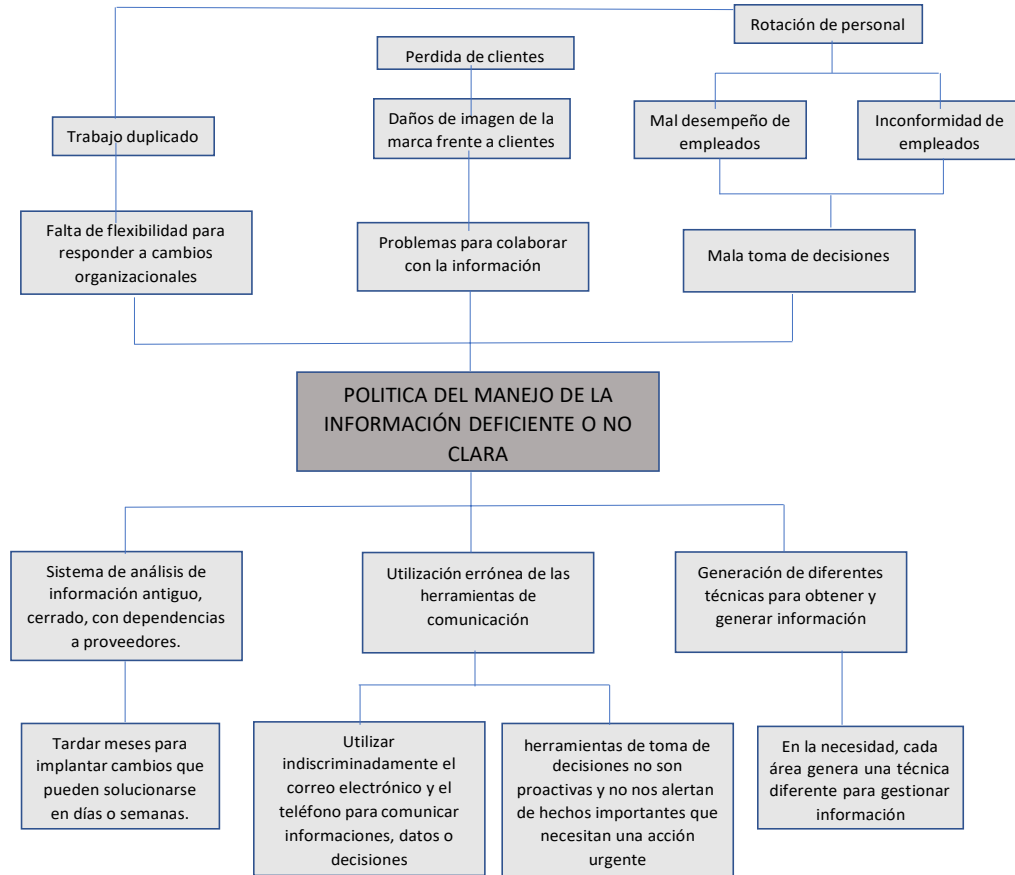 Rotación de personal
Perdida de clientes
Trabajo duplicado
Daños de imagen de la
marca frente a clientes
Mal desempeño de
empleados
Inconformidad de
empleados
Falta de flexibilidad para
responder a cambios
organizacionales
Problemas para colaborar
con la información
Mala toma de decisiones
POLITICA DEL MANEJO DE LA
INFORMACIÓN DEFICIENTE O NO
CLARA
Sistema de análisis de
información antiguo,
cerrado, con dependencias
a proveedores.
Utilización errónea de las
herramientas de
comunicación
Generación de diferentes
técnicas para obtener y
generar información
Tardar meses para
implantar cambios que
pueden solucionarse
en días o semanas.
Utilizar
indiscriminadamente el
correo electrónico y el
teléfono para comunicar
informaciones, datos o
decisiones
herramientas de toma de
decisiones no son
proactivas y no nos alertan
de hechos importantes que
necesitan una acción
urgente
En la necesidad, cada
área genera una técnica
diferente para gestionar
información